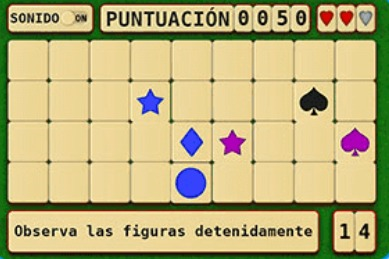 SONIDO ON
PUNTUACIÓN 0050
Observa las figuras detenidamente
14